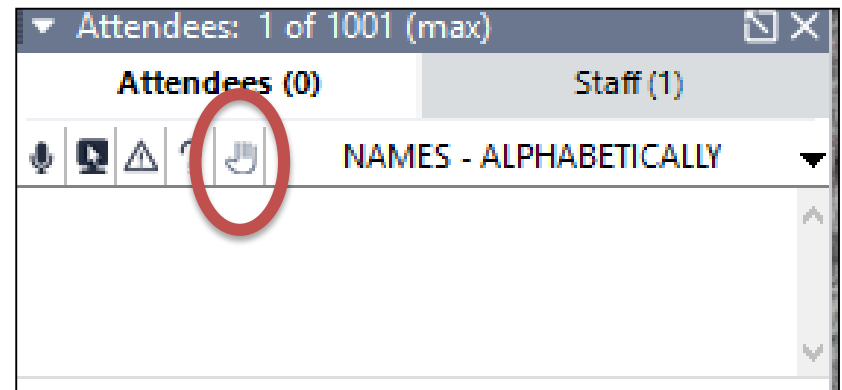 Attendees: 1 of 1001 (max)
Attendees (0) Staff (1)
? NAMES - ALPHABETICALLY